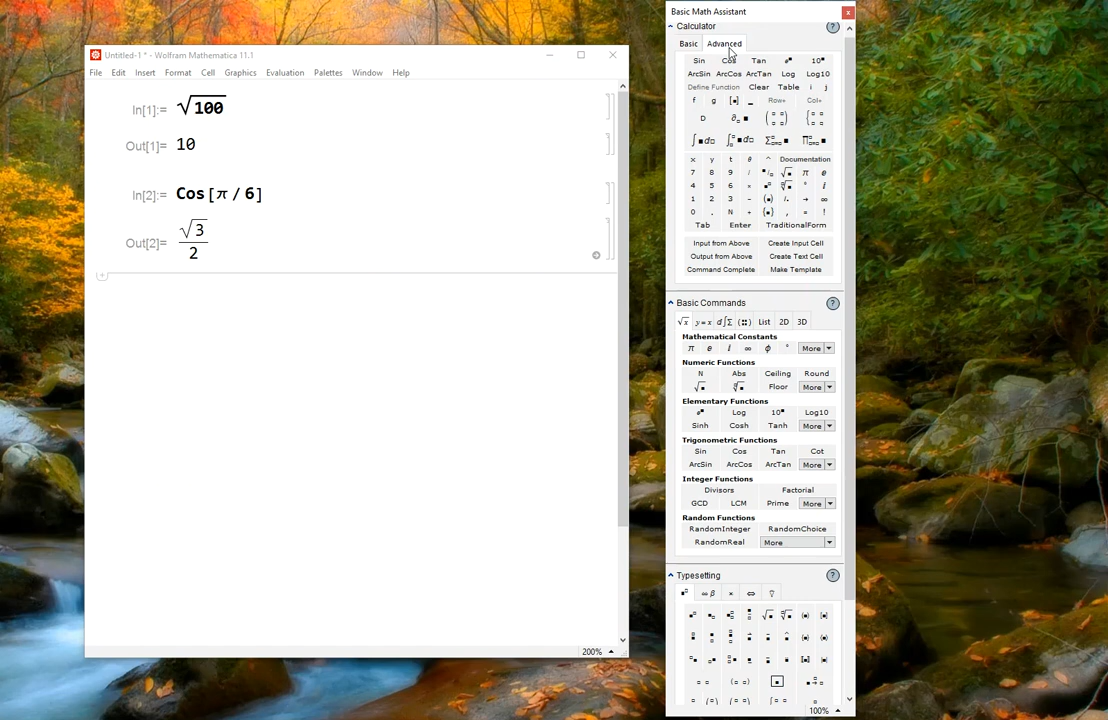 Untitled-1 * - Wolfram Mathematica 11.1
File Edit Insert Format Cell Graphics Evaluation Palettes Window Help
In[1]:= √100
Out[1]= 10
In[2]:= Cos[π / 6]
Out[2]= √3/2
200%
Basic Math Assistant
Calculator ?
Basic Advanced
Sin Cos Tan e■ 10■
ArcSin ArcCos ArcTan Log Log10
Define Function Clear Table i j
f g [■] _ Row+ Col+
D ∂□ ■
∫■d□ ∫■d□ Σ ■ Π ■
x y t θ ^ Documentation
7 8 9 / √■ π e
4 5 6 × ° i
1 2 3 - (■) /. → ∞
0 . N + {■} , = !
Tab Enter TraditionalForm
Input from Above Create Input Cell
Output from Above Create Text Cell
Command Complete Make Template
Basic Commands ?
√x y=x d∫Σ List 2D 3D
Mathematical Constants
π e i ∞ ϕ ° More
Numeric Functions
N Abs Ceiling Round
√■ ∛■ Floor More
Elementary Functions
e■ Log 10■ Log10
Sinh Cosh Tanh More
Trigonometric Functions
Sin Cos Tan Cot
ArcSin ArcCos ArcTan More
Integer Functions
Divisors Factorial
GCD LCM Prime More
Random Functions
RandomInteger RandomChoice
RandomReal More
Typesetting ?
∞ β × ⇔
100%